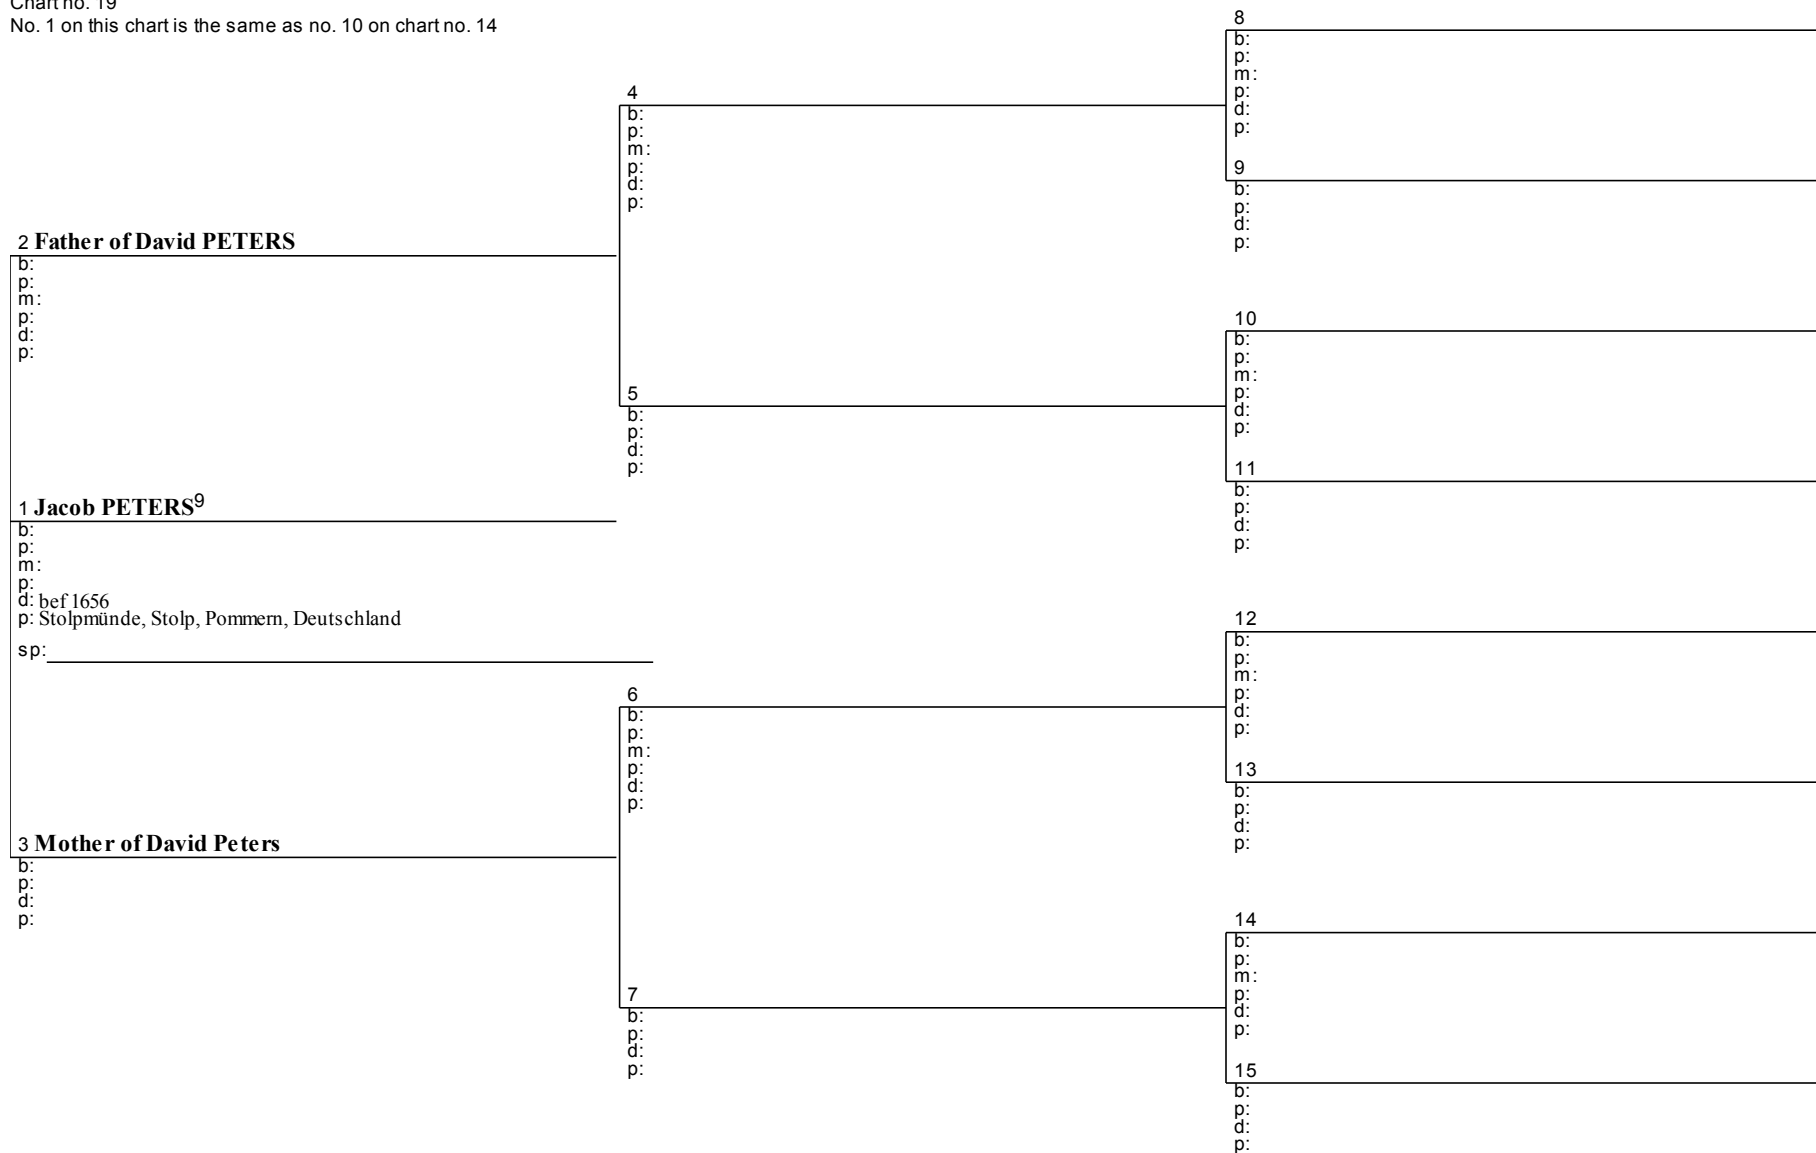 Chart no. 19
No. 1 on this chart is the same as no. 10 on chart no. 14
8
b:
p:
m:
p:
d:
p:
4
b:
p:
m:
p:
d:
p:
9
b:
p:
d:
p:
2 Father of David PETERS
b:
p:
m:
p:
d:
p:
10
b:
p:
m:
p:
d:
p:
5
b:
p:
d:
p:
11
b:
p:
d:
p:
1 Jacob PETERS9
b:
p:
m:
p:
d: bef 1656
p: Stolpmünde, Stolp, Pommern, Deutschland
sp:
12
b:
p:
m:
p:
d:
p:
6
b:
p:
m:
p:
d:
p:
13
b:
p:
d:
p:
3 Mother of David Peters
b:
p:
d:
p:
14
b:
p:
m:
p:
d:
p:
7
b:
p:
d:
p:
15
b:
p:
d:
p: